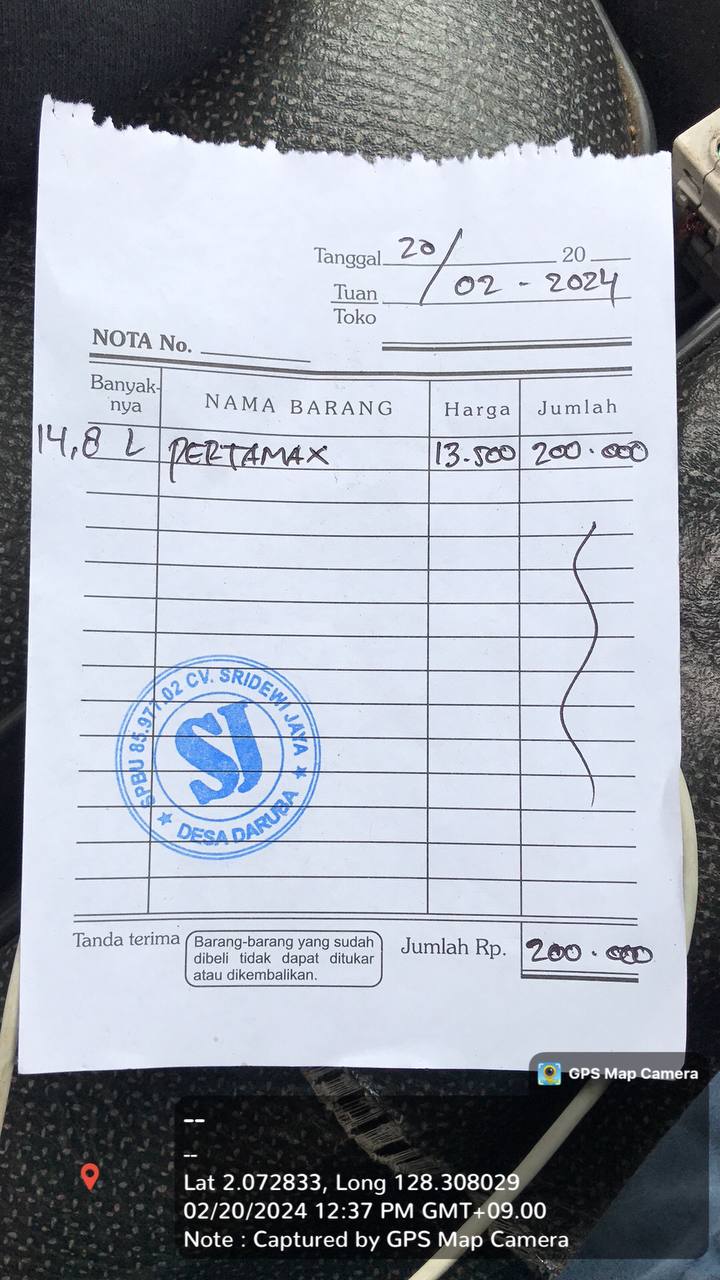 Tanggal 20/ 20
Tuan 02 - 2024
Toko
NOTA No.
Banyak-
nya
NAMA BARANG
Harga
Jumlah
14,8 L PERTAMAX 13.500 200.000
SPBU 85.977.02 CV. SRIDEWI JAYA
SJ
★ DESA DARUBA ★
Tanda terima
Barang-barang yang sudah
dibeli tidak dapat ditukar
atau dikembalikan.
Jumlah Rp. 200.000
GPS Map Camera
--
--
Lat 2.072833, Long 128.308029
02/20/2024 12:37 PM GMT+09.00
Note : Captured by GPS Map Camera